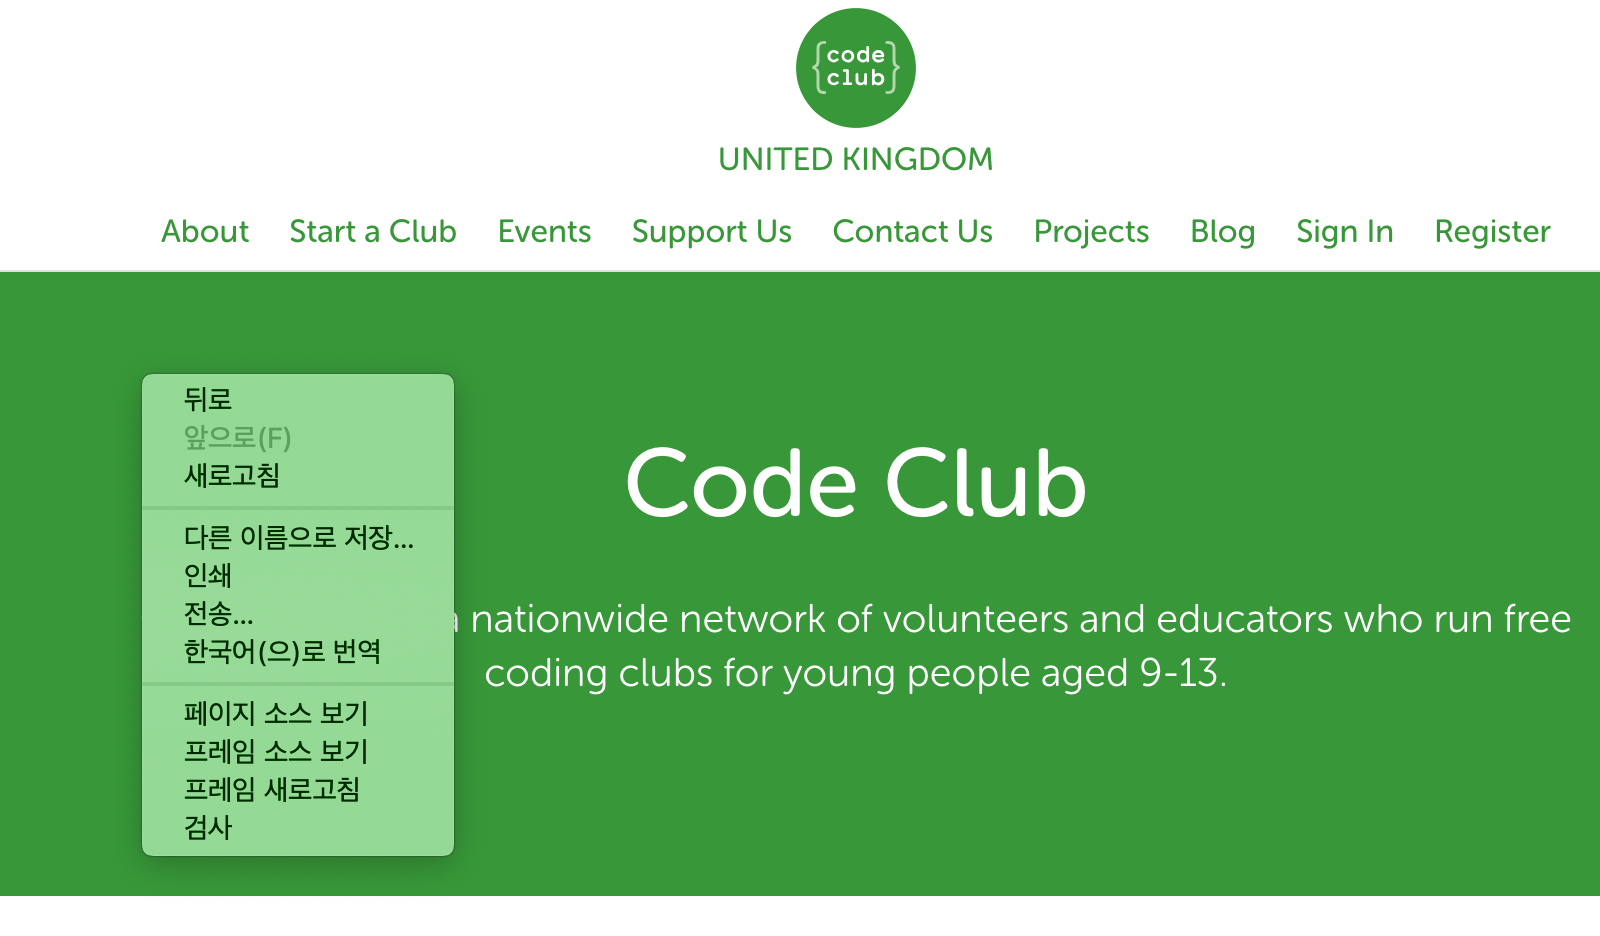 {code
club}
UNITED KINGDOM
About Start a Club Events Support Us Contact Us Projects Blog Sign In Register
뒤로
앞으로(F)
새로고침
다른 이름으로 저장...
인쇄
전송...
한국어(으)로 번역
페이지 소스 보기
프레임 소스 보기
프레임 새로고침
검사
Code Club
a nationwide network of volunteers and educators who run free
coding clubs for young people aged 9-13.